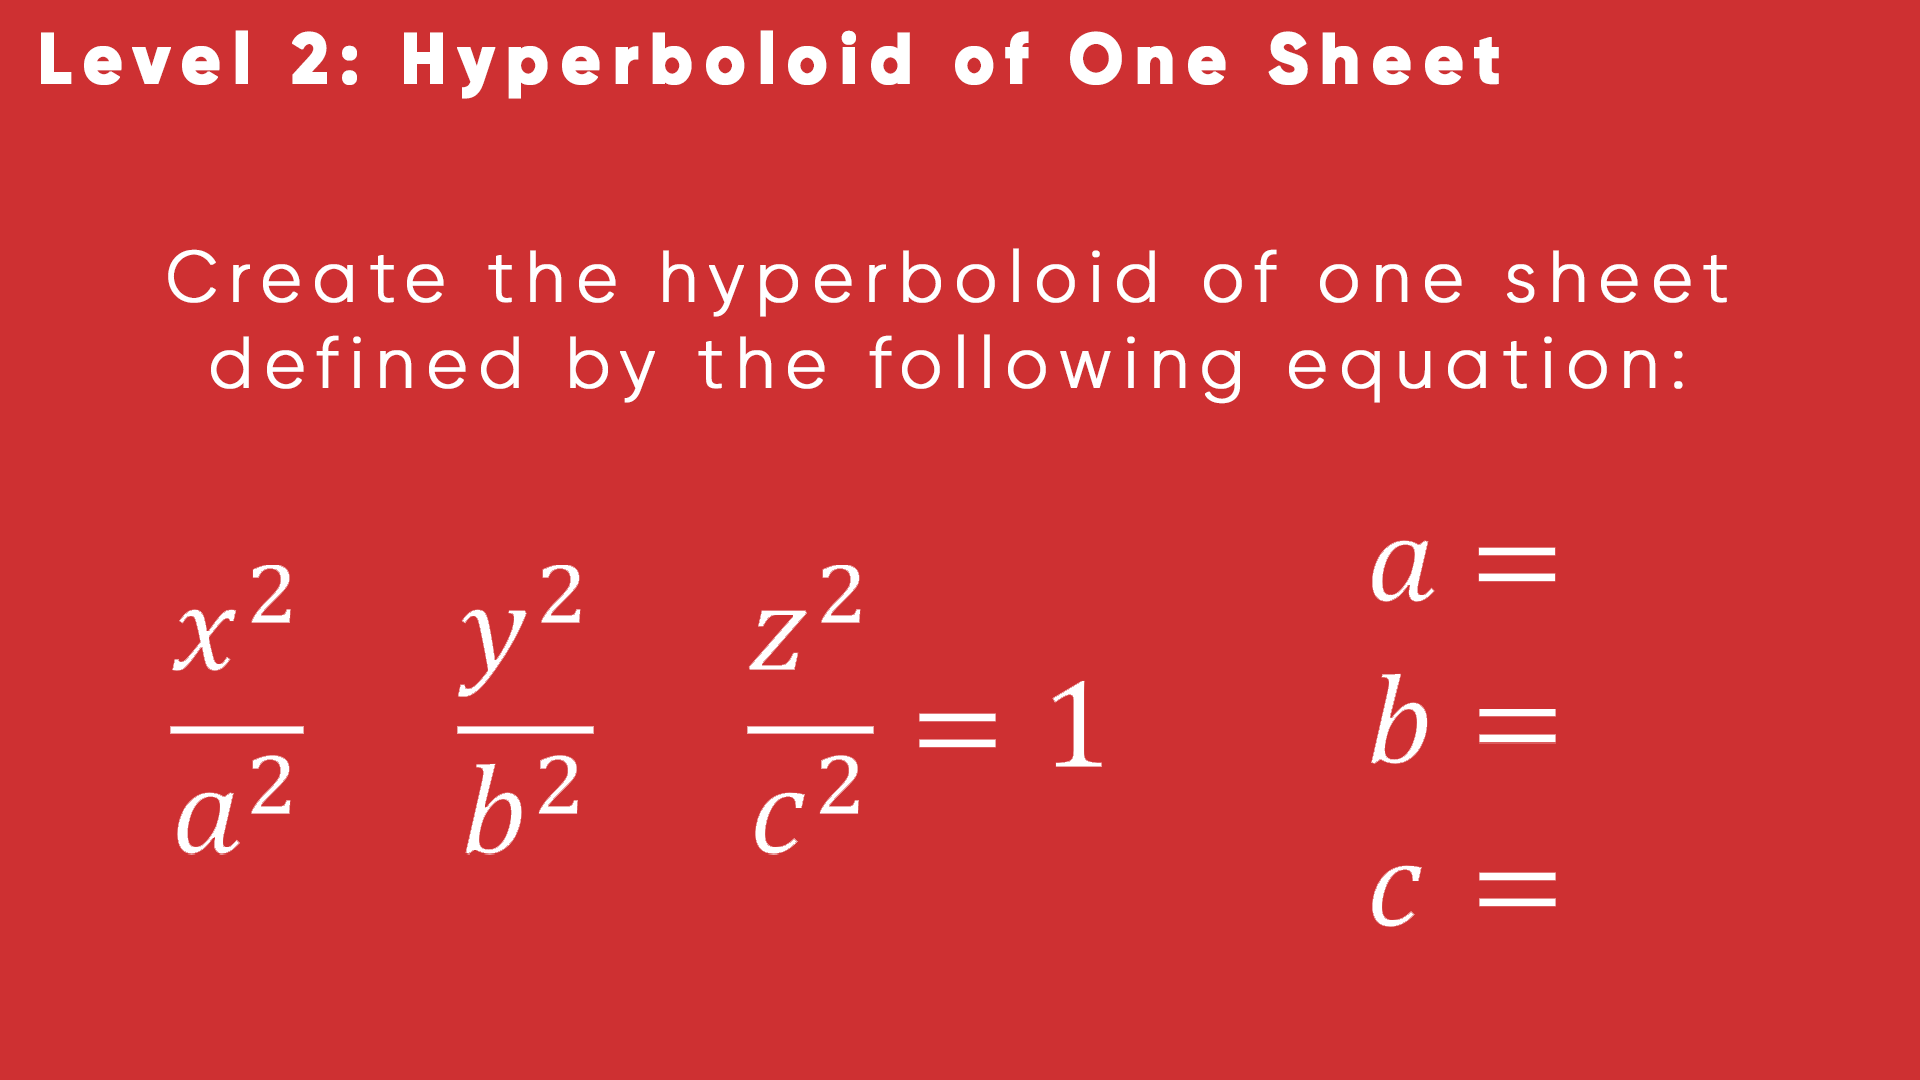 Level 2: Hyperboloid of One Sheet
Create the hyperboloid of one sheet
defined by the following equation:
x² y² z²
a² b² c² = 1
a =
b =
c =